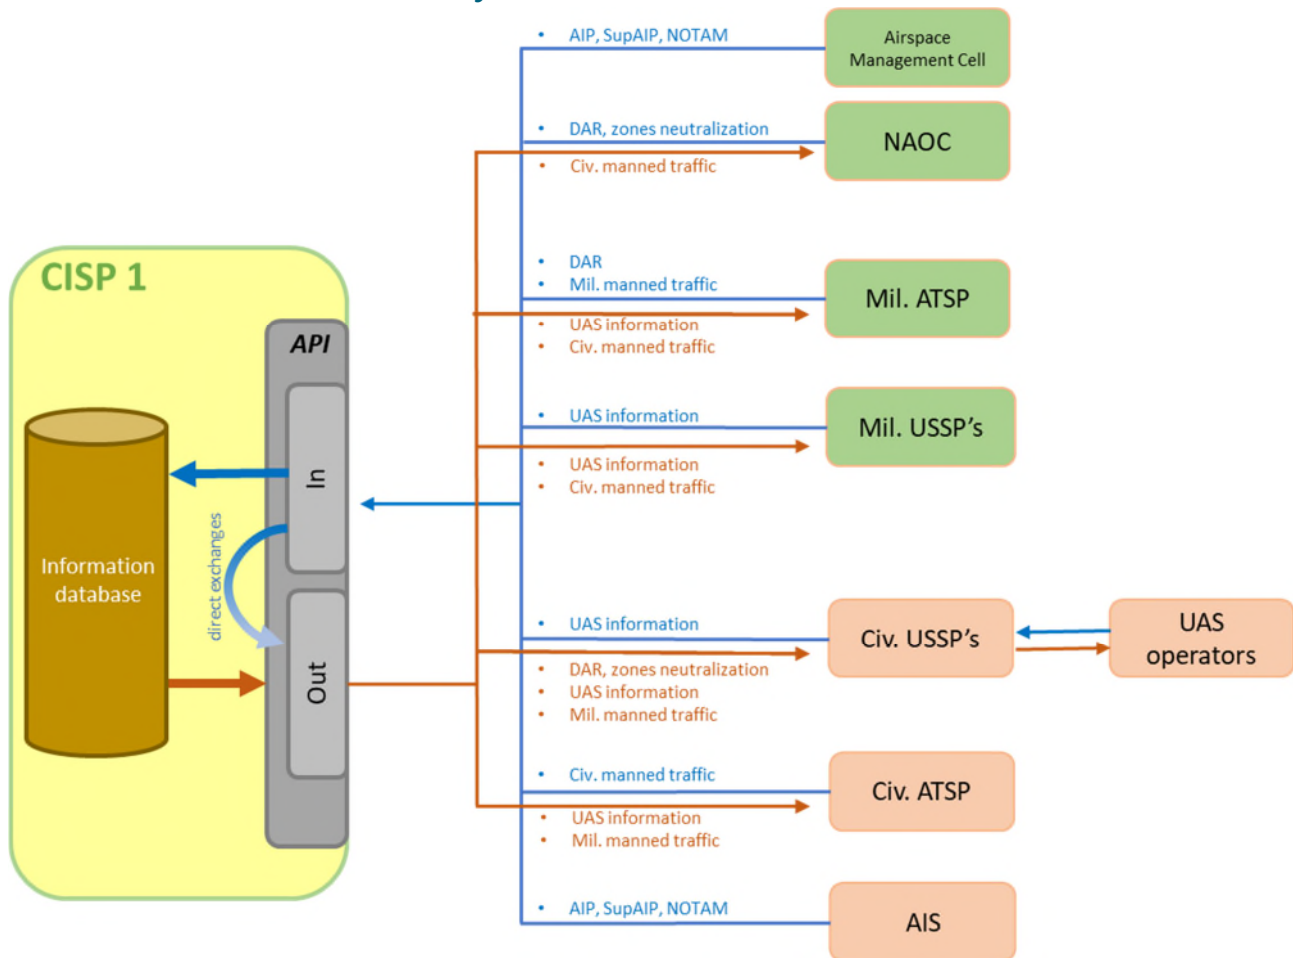 • AIP, SupAIP, NOTAM
Airspace
Management Cell
• DAR, zones neutralization
NAOC
• Civ. manned traffic
CISP 1
• DAR
• Mil. manned traffic
Mil. ATSP
• UAS information
• Civ. manned traffic
API
• UAS information
Mil. USSP's
• UAS information
• Civ. manned traffic
In
direct exchanges
Information
database
Out
• UAS information
Civ. USSP's
UAS
operators
• DAR, zones neutralization
• UAS information
• Mil. manned traffic
• Civ. manned traffic
Civ. ATSP
• UAS information
• Mil. manned traffic
• AIP, SupAIP, NOTAM
AIS